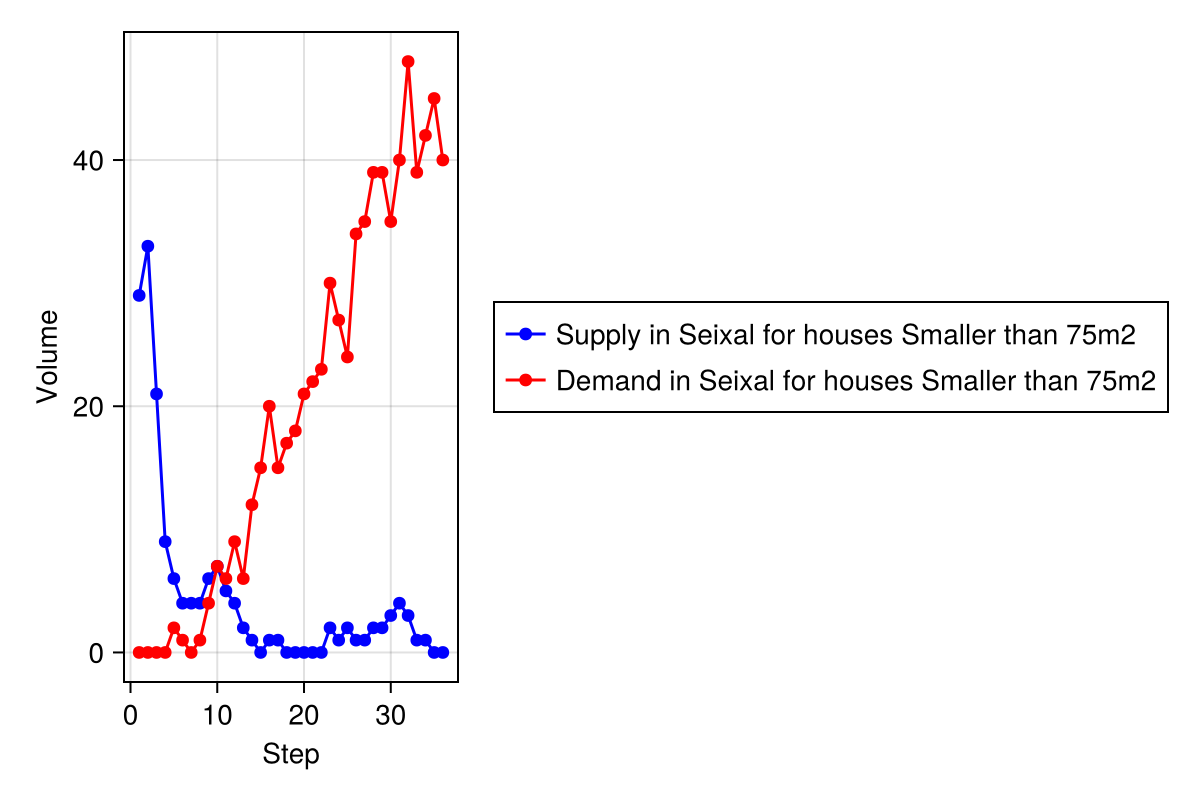 40
20
0
0 10 20 30
Volume
Step
Supply in Seixal for houses Smaller than 75m2
Demand in Seixal for houses Smaller than 75m2